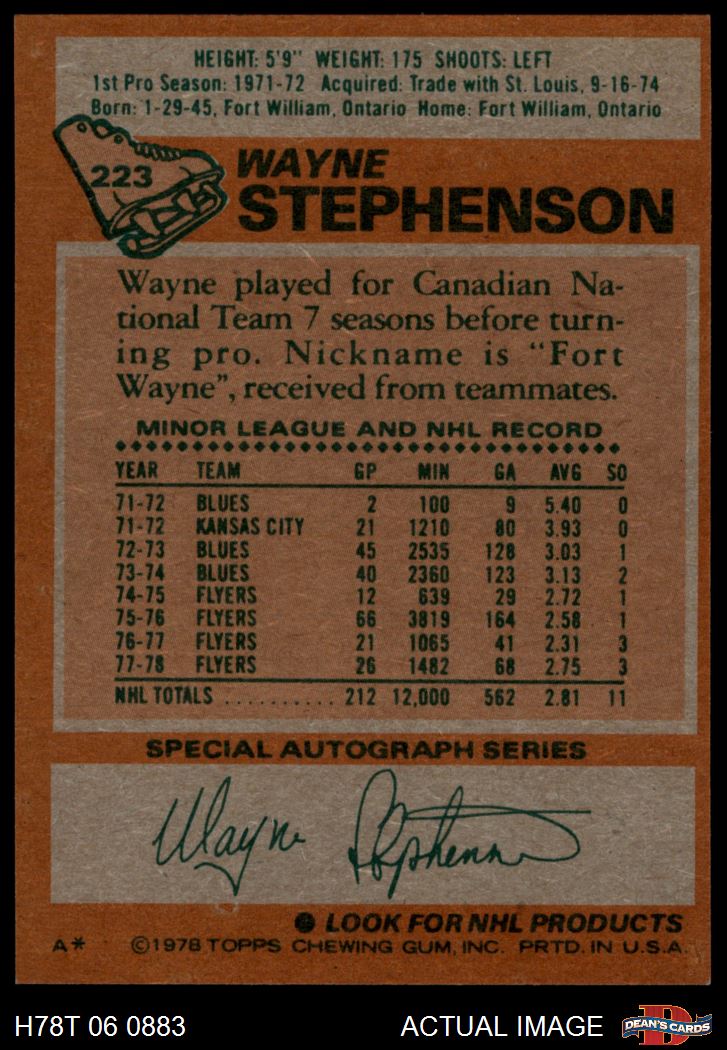 HEIGHT: 5'9" WEIGHT: 175 SHOOTS: LEFT
1st Pro Season: 1971-72 Acquired: Trade with St. Louis, 9-16-74
Born: 1-29-45, Fort William, Ontario Home: Fort William, Ontario
223
WAYNE
STEPHENSON
Wayne played for Canadian Na-
tional Team 7 seasons before turn-
ing pro. Nickname is "Fort
Wayne", received from teammates.
MINOR LEAGUE AND NHL RECORD
YEAR TEAM GP MIN GA AVG SO
71-72 BLUES 2 100 9 5.40 0
71-72 KANSAS CITY 21 1210 80 3.93 0
72-73 BLUES 45 2535 128 3.03 1
73-74 BLUES 40 2360 123 3.13 2
74-75 FLYERS 12 639 29 2.72 1
75-76 FLYERS 66 3819 164 2.58 1
76-77 FLYERS 21 1065 41 2.31 3
77-78 FLYERS 26 1482 68 2.75 3
NHL TOTALS .......... 212 12,000 562 2.81 11
SPECIAL AUTOGRAPH SERIES
Wayne Stephenson
● LOOK FOR NHL PRODUCTS
A* ©1978 TOPPS CHEWING GUM, INC. PRTD. IN U.S.A.
H78T 06 0883 ACTUAL IMAGE D DEAN'S CARDS